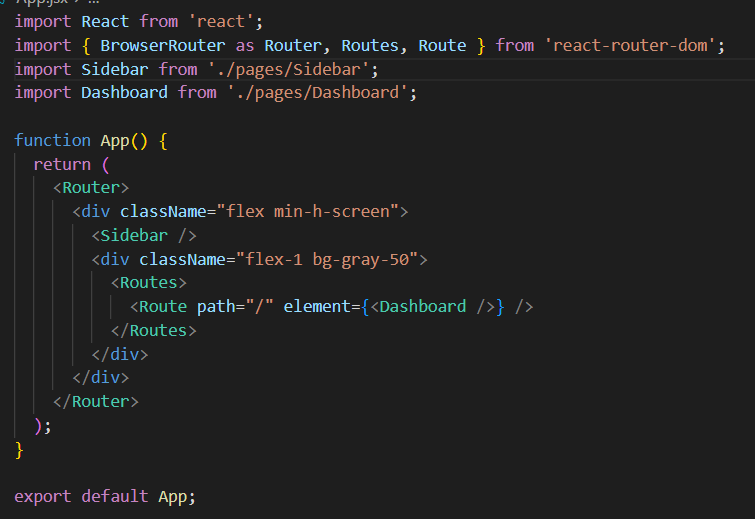 App.jsx > ...
import React from 'react';
import { BrowserRouter as Router, Routes, Route } from 'react-router-dom';
import Sidebar from './pages/Sidebar';
import Dashboard from './pages/Dashboard';

function App() {
  return (
    <Router>
      <div className="flex min-h-screen">
        <Sidebar />
        <div className="flex-1 bg-gray-50">
          <Routes>
            <Route path="/" element={<Dashboard />} />
          </Routes>
        </div>
      </div>
    </Router>
  );
}

export default App;